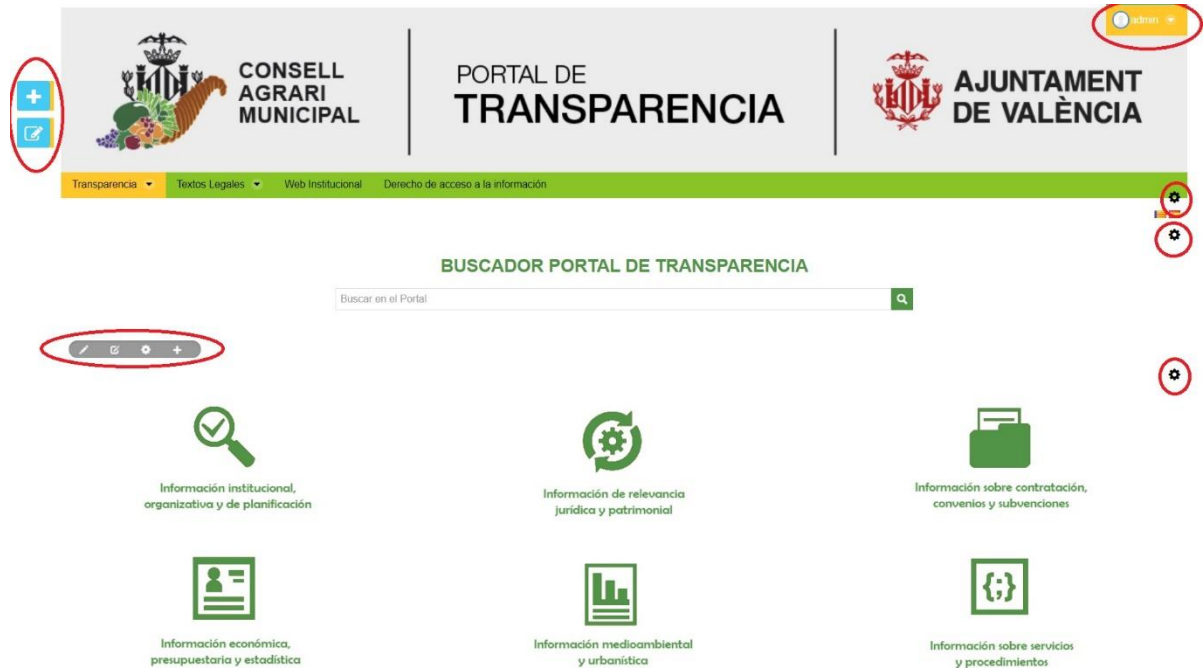 admin
CONSELL
AGRARI
MUNICIPAL
PORTAL DE
TRANSPARENCIA
AJUNTAMENT
DE VALÈNCIA
Transparencia Textos Legales Web Institucional Derecho de acceso a la información
BUSCADOR PORTAL DE TRANSPARENCIA
Buscar en el Portal
Información institucional,
organizativa y de planificación
Información de relevancia
jurídica y patrimonial
Información sobre contratación,
convenios y subvenciones
{;}
Información económica,
presupuestaria y estadística
Información medioambiental
y urbanística
Información sobre servicios
y procedimientos